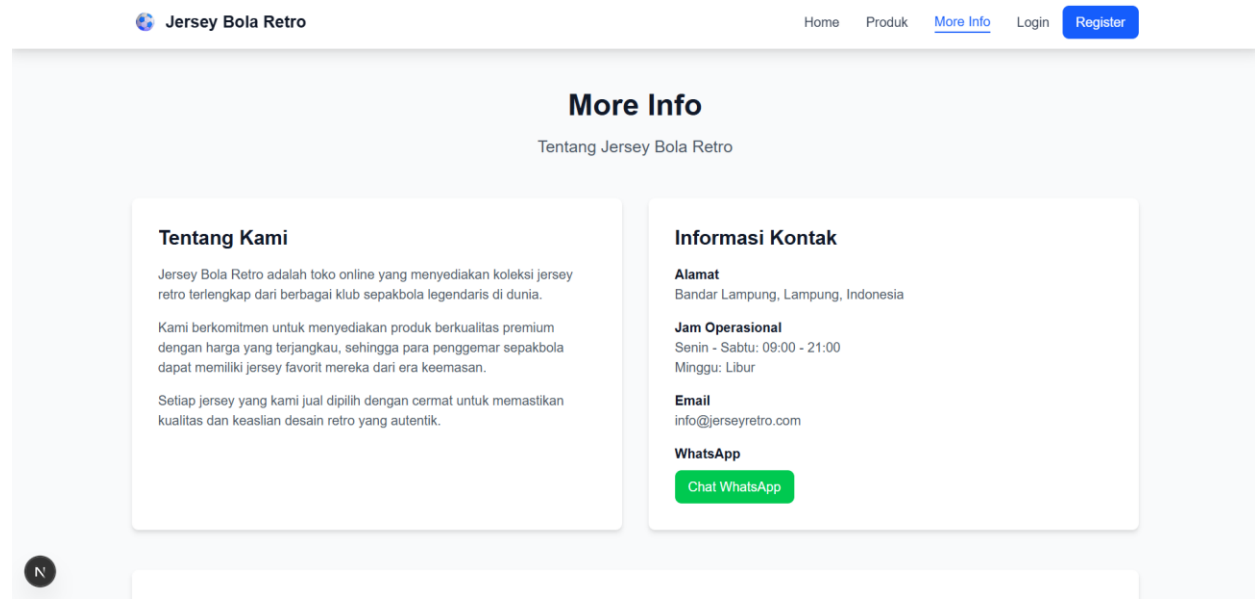 Jersey Bola Retro
Home
Produk
More Info
Login
Register
More Info
Tentang Jersey Bola Retro
Tentang Kami
Jersey Bola Retro adalah toko online yang menyediakan koleksi jersey
retro terlengkap dari berbagai klub sepakbola legendaris di dunia.
Kami berkomitmen untuk menyediakan produk berkualitas premium
dengan harga yang terjangkau, sehingga para penggemar sepakbola
dapat memiliki jersey favorit mereka dari era keemasan.
Setiap jersey yang kami jual dipilih dengan cermat untuk memastikan
kualitas dan keaslian desain retro yang autentik.
Informasi Kontak
Alamat
Bandar Lampung, Lampung, Indonesia
Jam Operasional
Senin - Sabtu: 09:00 - 21:00
Minggu: Libur
Email
info@jerseyretro.com
WhatsApp
Chat WhatsApp
N